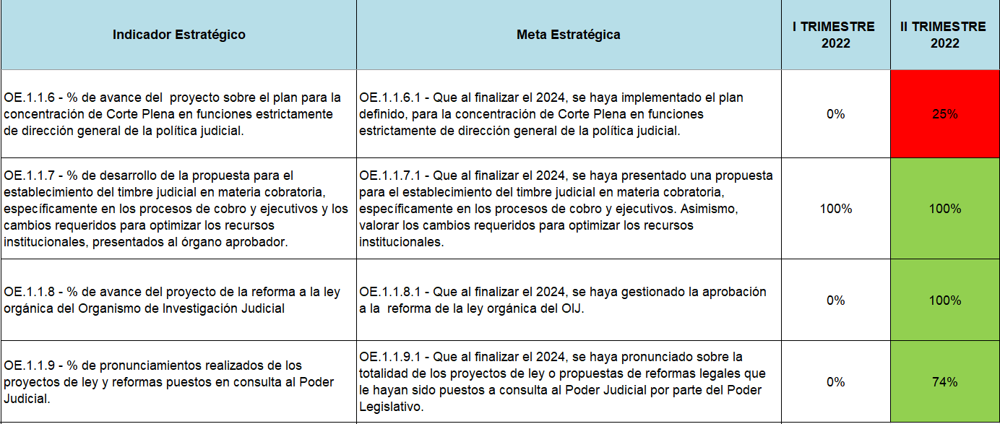 Indicador Estratégico
Meta Estratégica
I TRIMESTRE
2022
II TRIMESTRE
2022
OE.1.1.6 - % de avance del  proyecto sobre el plan para la
concentración de Corte Plena en funciones estrictamente
de dirección general de la política judicial.
OE.1.1.6.1 - Que al finalizar el 2024, se haya implementado el plan
definido, para la concentración de Corte Plena en funciones
estrictamente de dirección general de la política judicial.
0%
25%
OE.1.1.7 - % de desarrollo de la propuesta para el
establecimiento del timbre judicial en materia cobratoria,
específicamente en los procesos de cobro y ejecutivos y los
cambios requeridos para optimizar los recursos
institucionales, presentados al órgano aprobador.
OE.1.1.7.1 - Que al finalizar el 2024, se haya presentado una propuesta
para el establecimiento del timbre judicial en materia cobratoria,
específicamente en los procesos de cobro y ejecutivos. Asimismo,
valorar los cambios requeridos para optimizar los recursos
institucionales.
100%
100%
OE.1.1.8 - % de avance del proyecto de la reforma a la ley
orgánica del Organismo de Investigación Judicial
OE.1.1.8.1 - Que al finalizar el 2024, se haya gestionado la aprobación
a la  reforma de la ley orgánica del OIJ.
0%
100%
OE.1.1.9 - % de pronunciamientos realizados de los
proyectos de ley y reformas puestos en consulta al Poder
Judicial.
OE.1.1.9.1 - Que al finalizar el 2024, se haya pronunciado sobre la
totalidad de los proyectos de ley o propuestas de reformas legales que
le hayan sido puestos a consulta al Poder Judicial por parte del Poder
Legislativo.
0%
74%